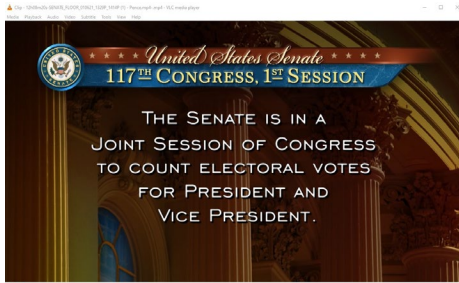 Media Playback Audio Video Subtitle Tools View Help
United States Senate
117TH CONGRESS, 1ST SESSION
THE SENATE IS IN A
JOINT SESSION OF CONGRESS
TO COUNT ELECTORAL VOTES
FOR PRESIDENT AND
VICE PRESIDENT.